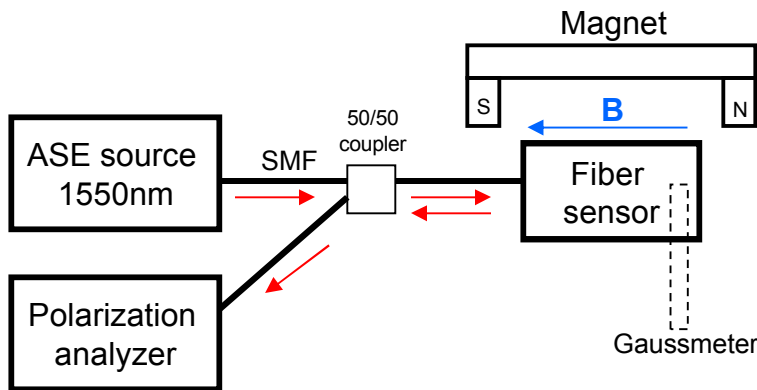 Magnet
S
N
B
50/50
coupler
ASE source
1550nm
SMF
Fiber
sensor
Polarization
analyzer
Gaussmeter